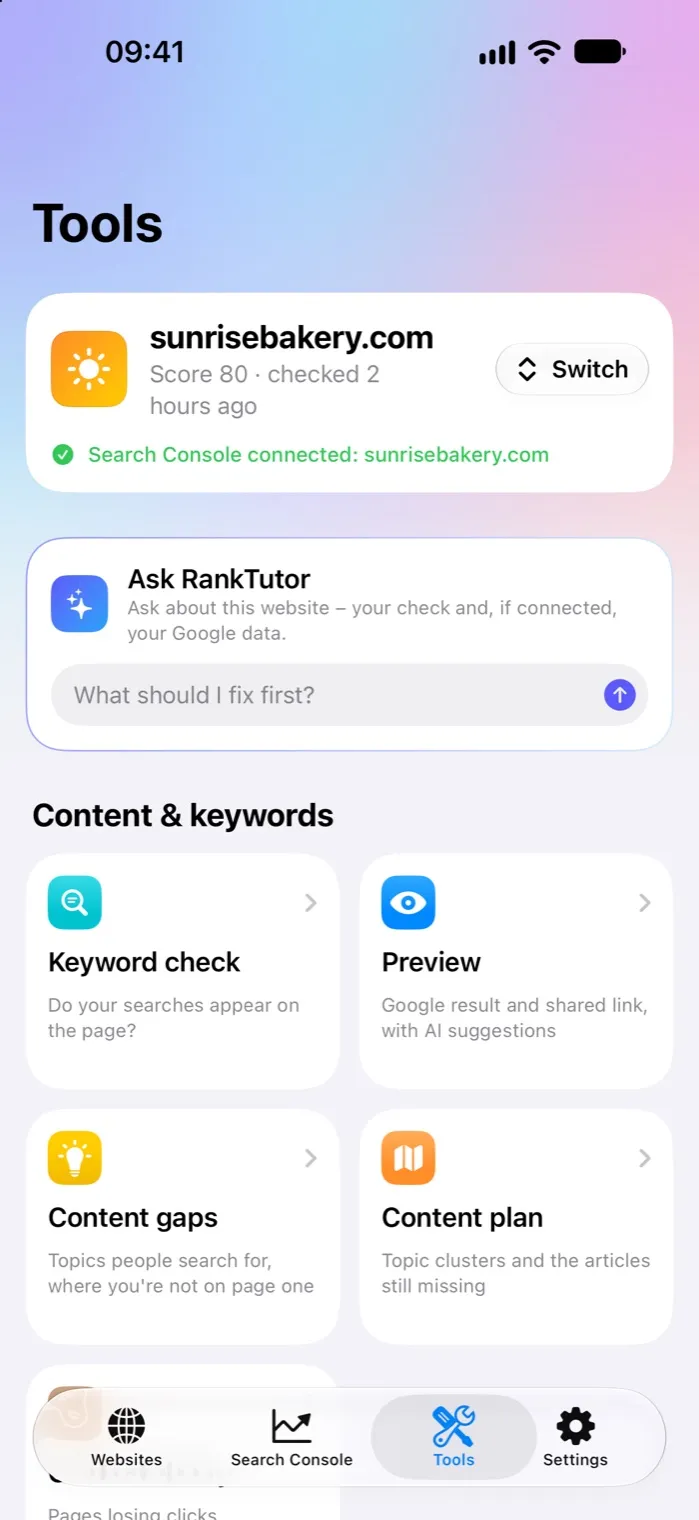 09:41
Tools
sunrisebakery.com
Score 80 · checked 2
hours ago
Switch
Search Console connected: sunrisebakery.com
Ask RankTutor
Ask about this website – your check and, if connected,
your Google data.
What should I fix first?
Content & keywords
Keyword check
Do your searches appear on
the page?
Preview
Google result and shared link,
with AI suggestions
Content gaps
Topics people search for,
where you're not on page one
Content plan
Topic clusters and the articles
still missing
Websites
Search Console
Tools
Settings
Pages losing clicks